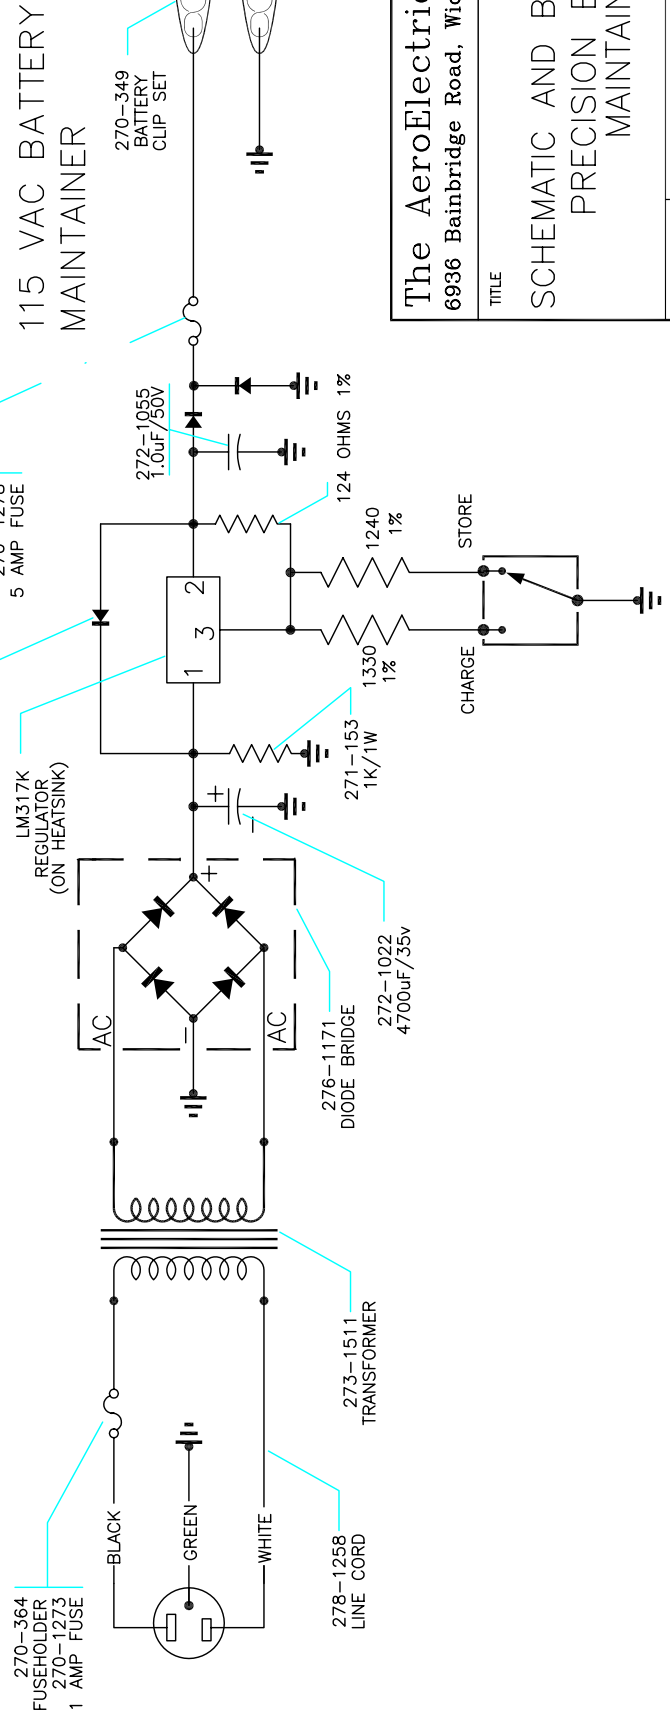 115 VAC BATTERY
MAINTAINER
270-349
BATTERY
CLIP SET
The AeroElectric
6936 Bainbridge Road,
TITLE
SCHEMATIC AND
PRECISION
5 AMP FUSE
272-1055
1.0uF/50V
124 OHMS 1%
1240
1%
STORE
2
3
1
1330
1%
CHARGE
LM317K
REGULATOR
(ON HEATSINK)
271-153
1K/1W
+
−
+
AC
−
AC
272-1022
4700uF/35v
276-1171
DIODE BRIDGE
273-1511
TRANSFORMER
270-364
FUSEHOLDER
270-1273
1 AMP FUSE
BLACK
GREEN
WHITE
278-1258
LINE CORD